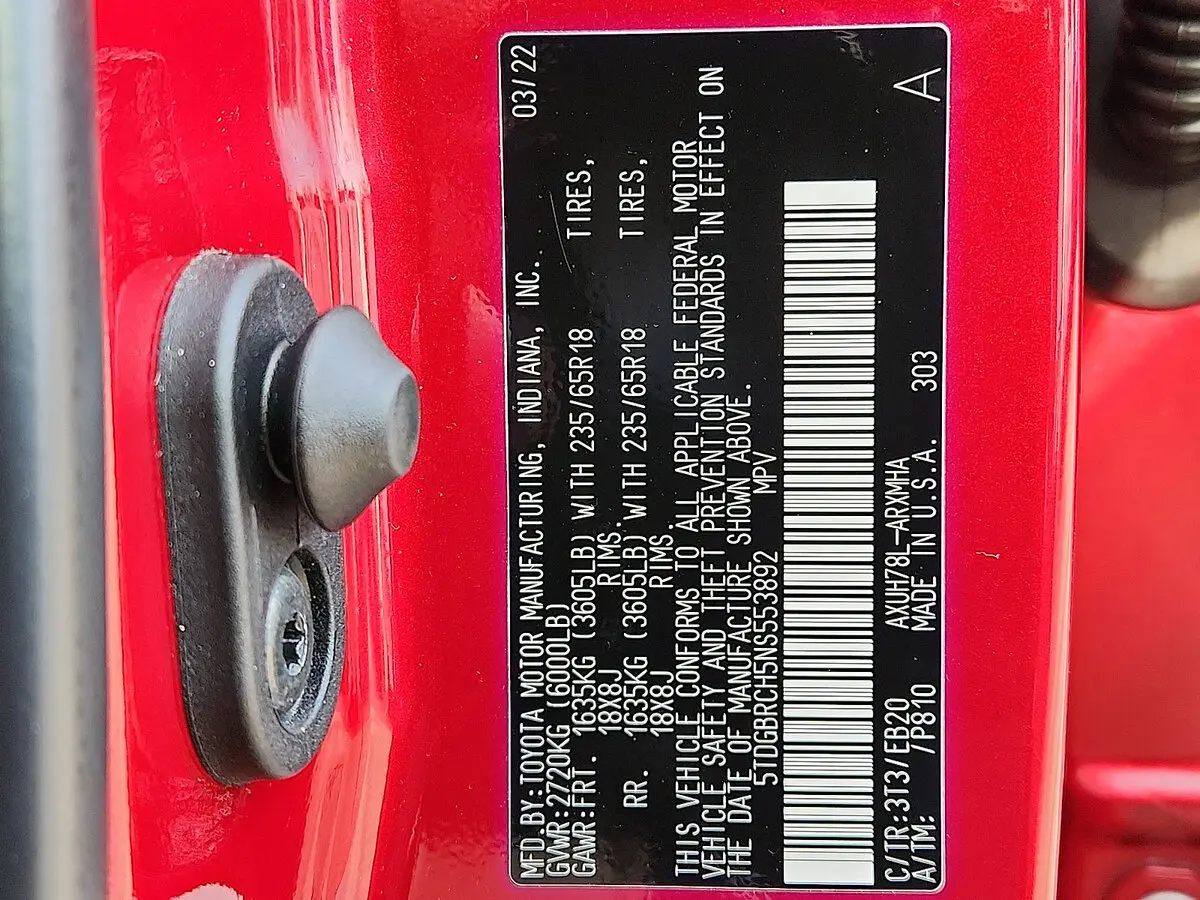 MFD.BY:TOYOTA MOTOR MANUFACTURING, INDIANA, INC. 03/22
GVWR:2720KG (6000LB)
GAWR:FRT. 1635KG (3605LB) WITH 235/65R18 TIRES,
18X8J RIMS.
RR. 1635KG (3605LB) WITH 235/65R18 TIRES,
18X8J RIMS.
THIS VEHICLE CONFORMS TO ALL APPLICABLE FEDERAL MOTOR
VEHICLE SAFETY AND THEFT PREVENTION STANDARDS IN EFFECT ON
THE DATE OF MANUFACTURE SHOWN ABOVE.
5TDGBRCH5NS553892 MPV
C/TR:3T3/EB20 AXUH78L-ARXMHA
A/TM: /P810 MADE IN U.S.A. 303 A